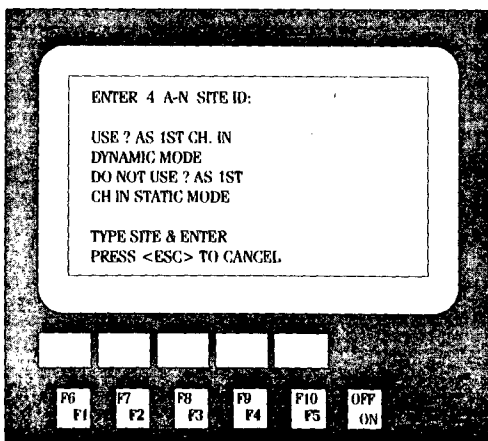 ENTER 4 A-N SITE ID:
USE ? AS 1ST CH. IN
DYNAMIC MODE
DO NOT USE ? AS 1ST
CH IN STATIC MODE
TYPE SITE & ENTER
PRESS <ESC> TO CANCEL
F6 F7 F8 F9 F10 OFF
F1 F2 F3 F4 F5 ON